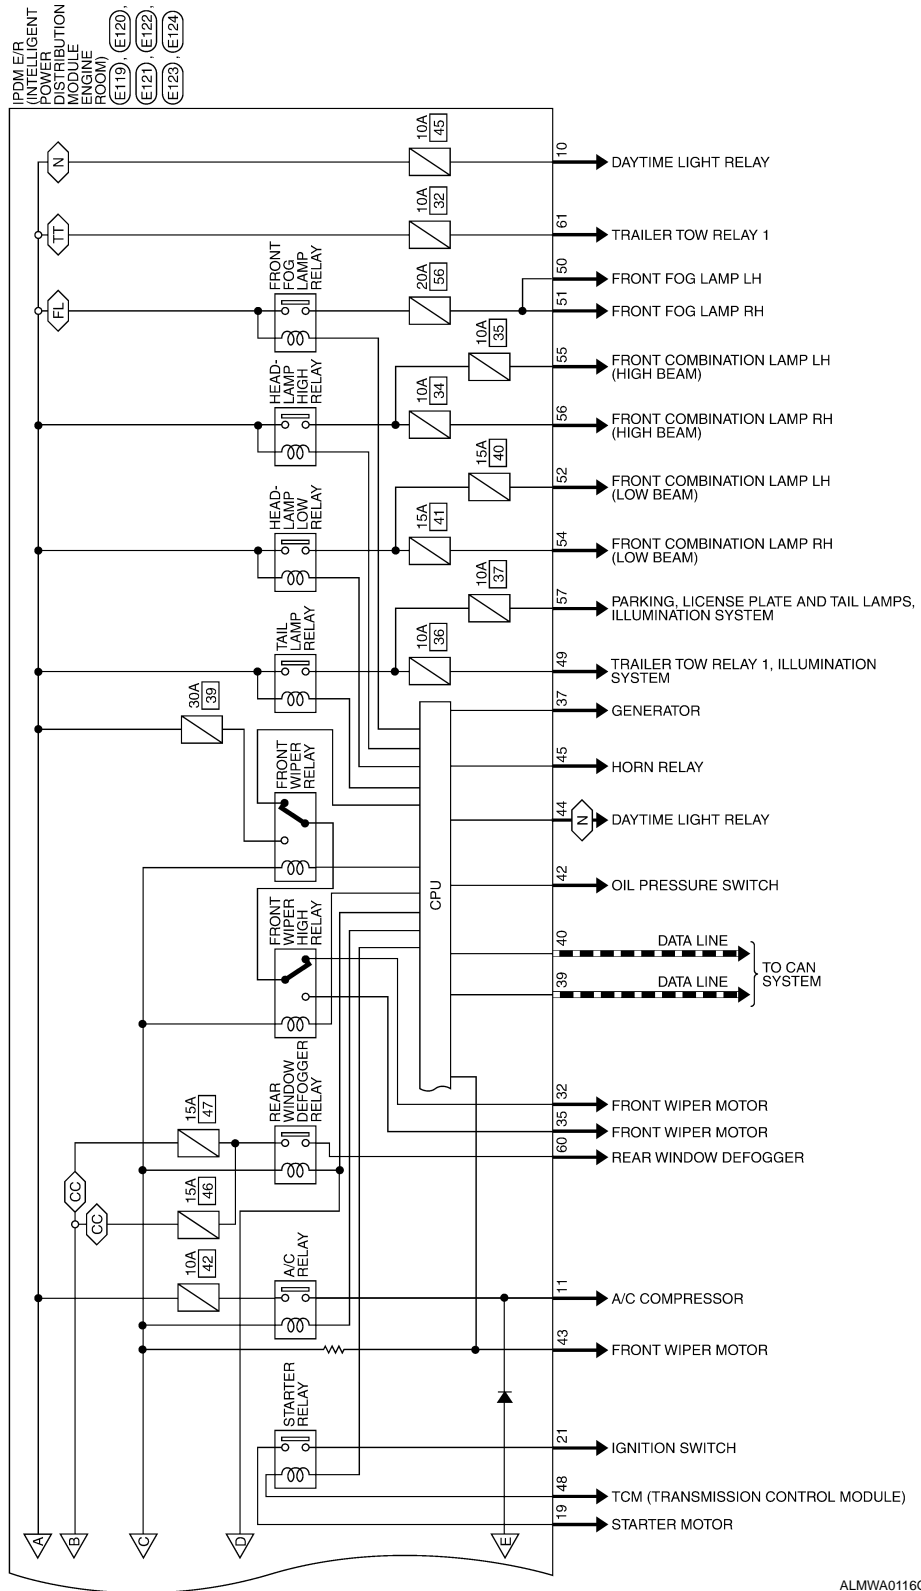 IPDM E/R
(INTELLIGENT
POWER
DISTRIBUTION
MODULE
ENGINE
ROOM)
E119, E120,
E121, E122,
E123, E124
N
10A
45
10
DAYTIME LIGHT RELAY
TT
10A
32
61
TRAILER TOW RELAY 1
FRONT
FOG
LAMP
RELAY
20A
56
50
FRONT FOG LAMP LH
FL
51
FRONT FOG LAMP RH
10A
35
55
FRONT COMBINATION LAMP LH
(HIGH BEAM)
HEAD-
LAMP
HIGH
RELAY
10A
34
56
FRONT COMBINATION LAMP RH
(HIGH BEAM)
15A
40
52
FRONT COMBINATION LAMP LH
(LOW BEAM)
HEAD-
LAMP
LOW
RELAY
15A
41
54
FRONT COMBINATION LAMP RH
(LOW BEAM)
10A
37
57
PARKING, LICENSE PLATE AND TAIL LAMPS,
ILLUMINATION SYSTEM
TAIL
LAMP
RELAY
10A
36
49
TRAILER TOW RELAY 1, ILLUMINATION
SYSTEM
30A
39
37
GENERATOR
FRONT
WIPER
RELAY
45
HORN RELAY
44
N
DAYTIME LIGHT RELAY
CPU
42
OIL PRESSURE SWITCH
FRONT
WIPER
HIGH
RELAY
40
DATA LINE
39
DATA LINE
TO CAN
SYSTEM
32
FRONT WIPER MOTOR
35
FRONT WIPER MOTOR
15A
47
REAR
WINDOW
DEFOGGER
RELAY
60
REAR WINDOW DEFOGGER
CC
CC
15A
46
10A
42
A/C
RELAY
11
A/C COMPRESSOR
43
FRONT WIPER MOTOR
STARTER
RELAY
21
IGNITION SWITCH
48
TCM (TRANSMISSION CONTROL MODULE)
19
STARTER MOTOR
A
B
C
D
E